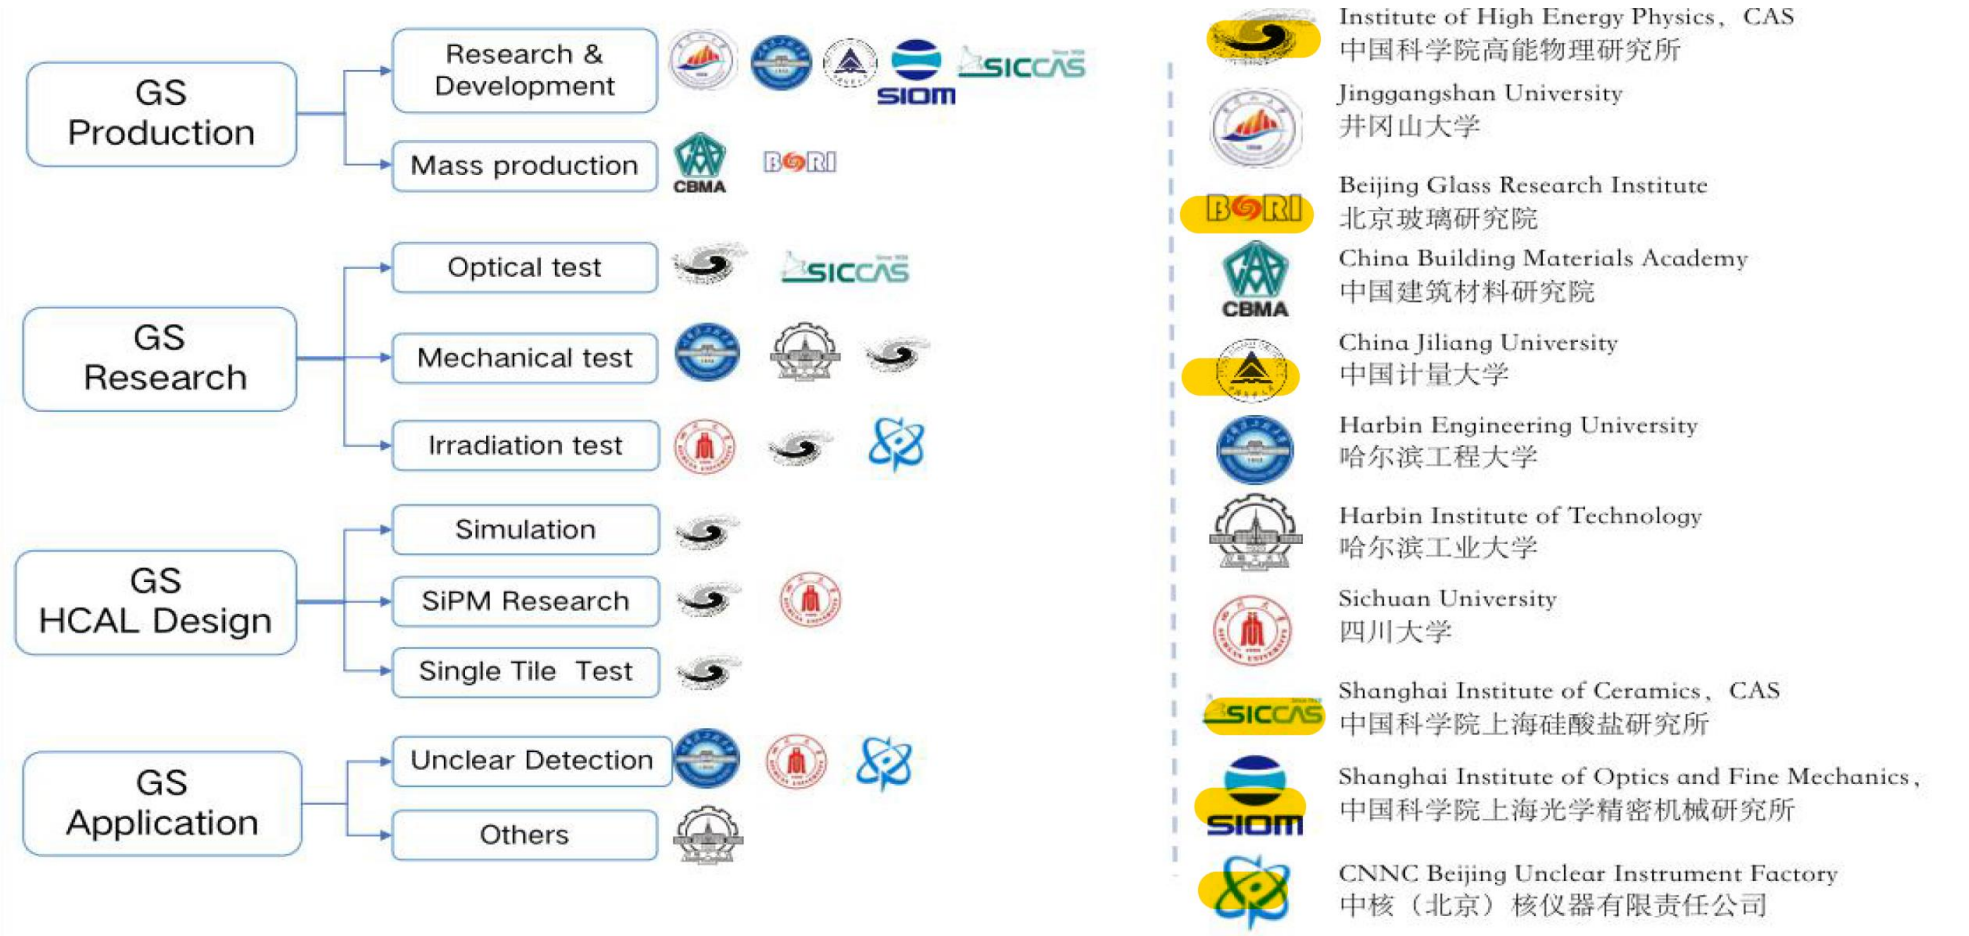 GS
Production
Research &
Development
SIOM
SICCAS
Mass production
CBMA
BGRI
GS
Research
Optical test
SICCAS
Mechanical test
Irradiation test
GS
HCAL Design
Simulation
SiPM Research
Single Tile Test
GS
Application
Unclear Detection
Others
Institute of High Energy Physics, CAS
中国科学院高能物理研究所
Jinggangshan University
井冈山大学
BGRI
Beijing Glass Research Institute
北京玻璃研究院
CBMA
China Building Materials Academy
中国建筑材料研究院
China Jiliang University
中国计量大学
Harbin Engineering University
哈尔滨工程大学
Harbin Institute of Technology
哈尔滨工业大学
Sichuan University
四川大学
SICCAS
Shanghai Institute of Ceramics, CAS
中国科学院上海硅酸盐研究所
SIOM
Shanghai Institute of Optics and Fine Mechanics,
中国科学院上海光学精密机械研究所
CNNC Beijing Unclear Instrument Factory
中核（北京）核仪器有限责任公司